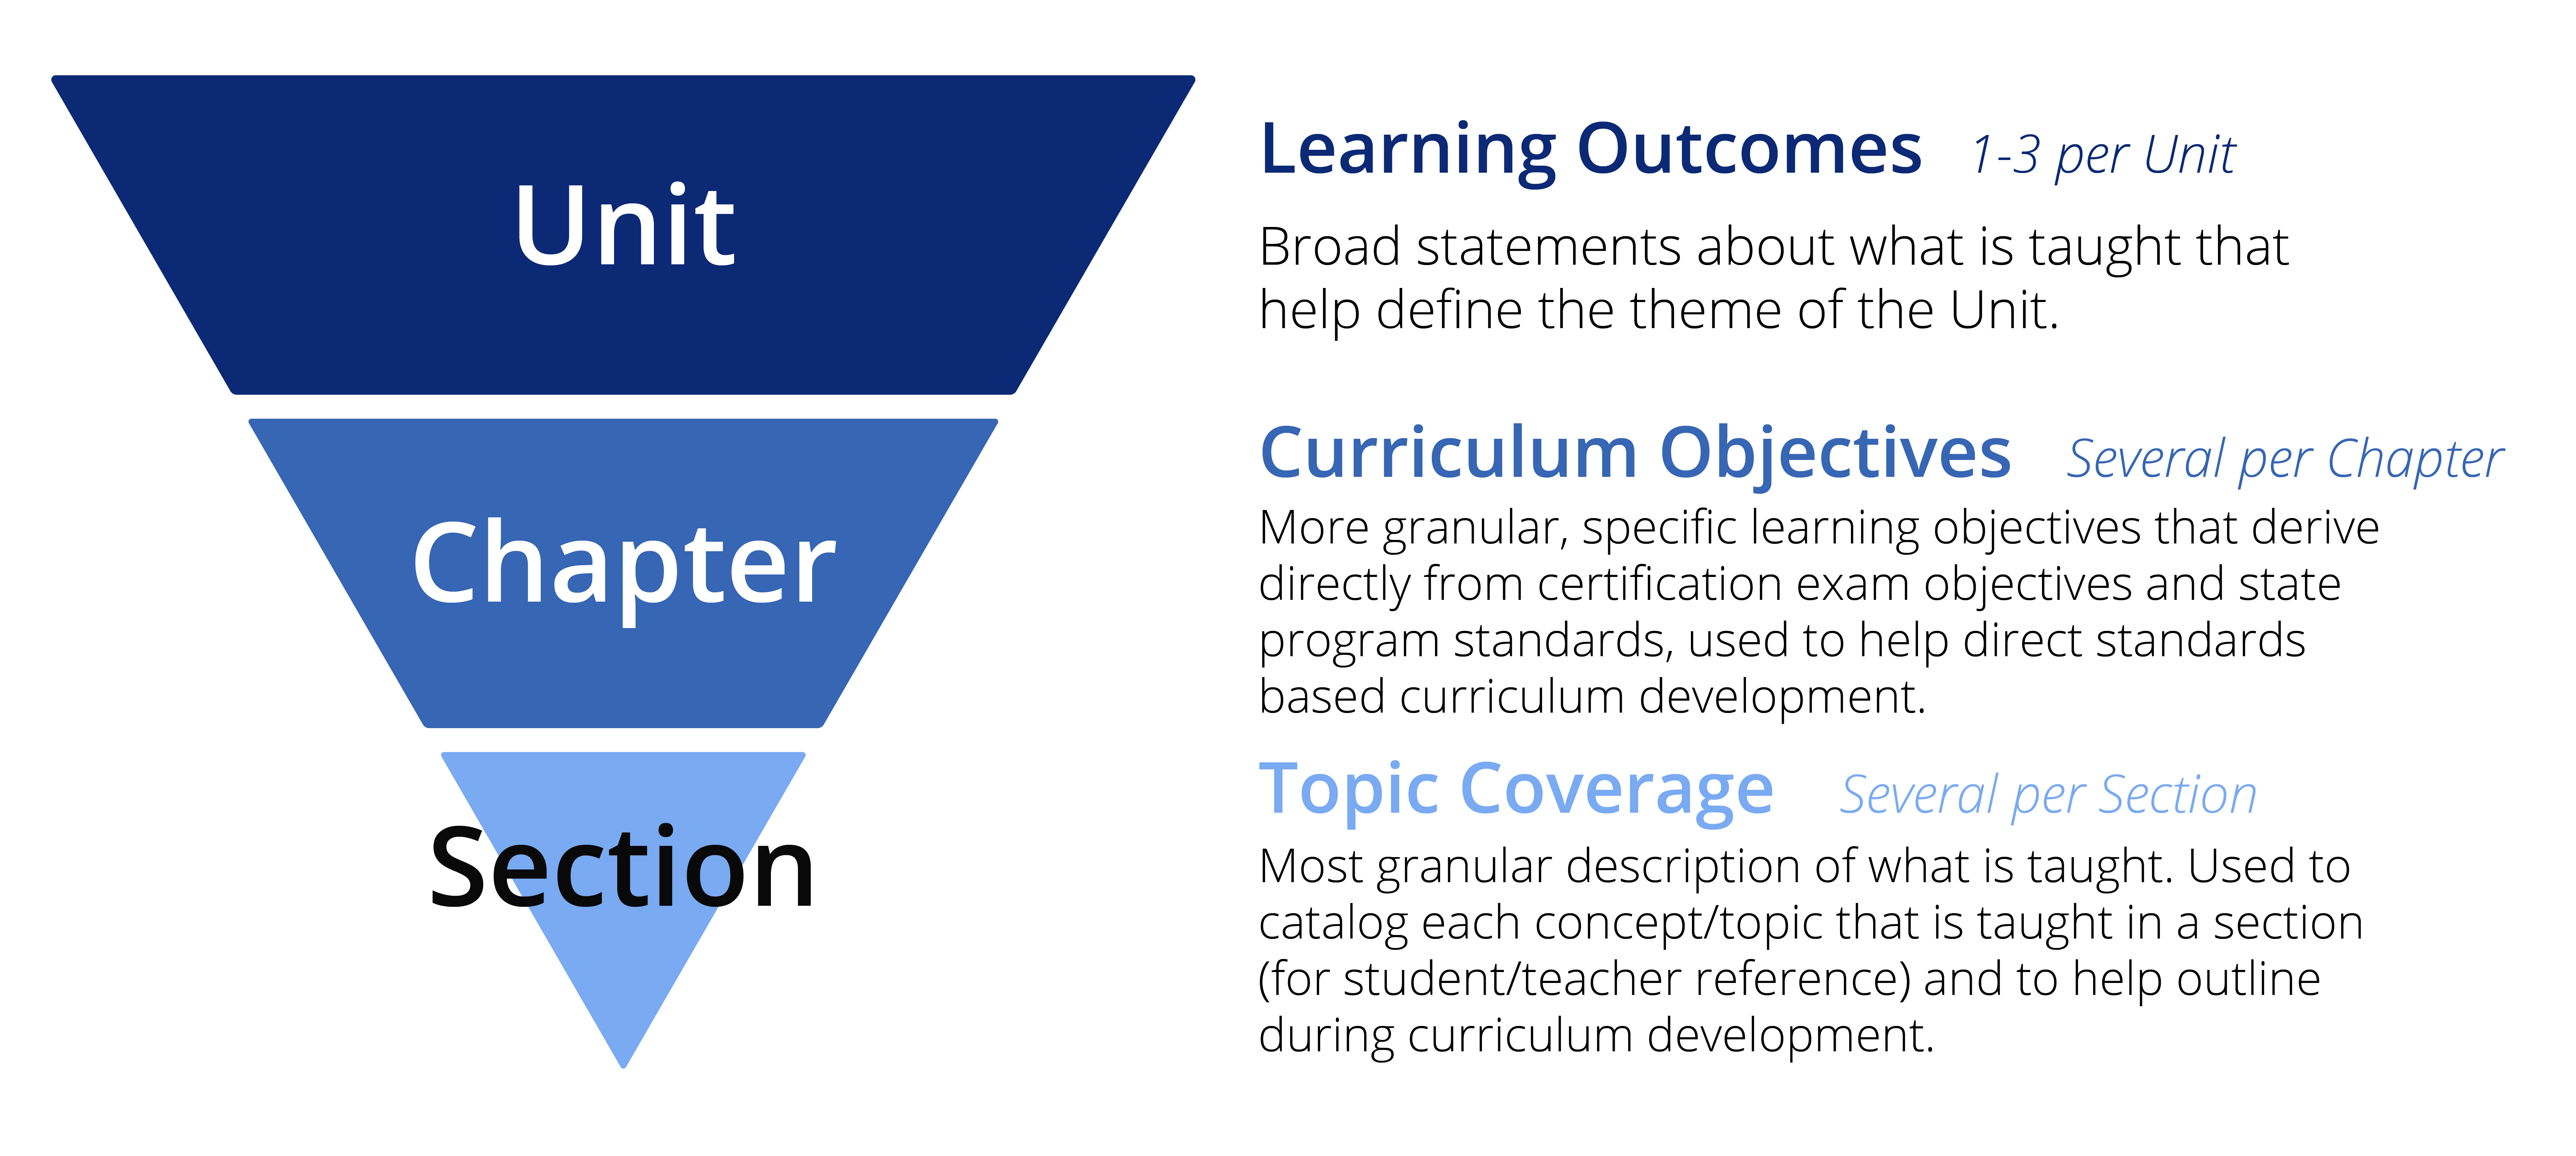 Unit
Learning Outcomes 1-3 per Unit
Broad statements about what is taught that
help define the theme of the Unit.
Chapter
Curriculum Objectives Several per Chapter
More granular, specific learning objectives that derive
directly from certification exam objectives and state
program standards, used to help direct standards
based curriculum development.
Section
Topic Coverage Several per Section
Most granular description of what is taught. Used to
catalog each concept/topic that is taught in a section
(for student/teacher reference) and to help outline
during curriculum development.